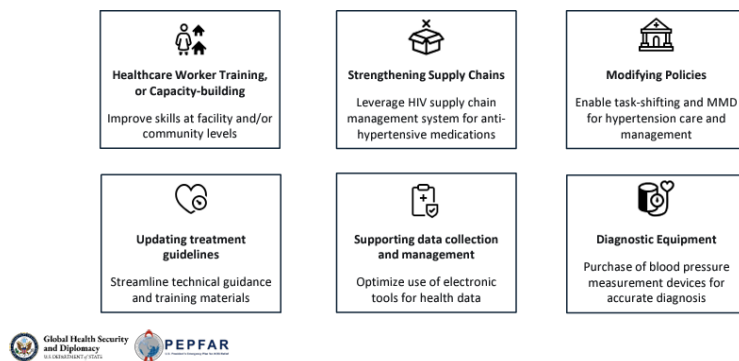 Healthcare Worker Training,
or Capacity-building
Improve skills at facility and/or
community levels
Strengthening Supply Chains
Leverage HIV supply chain
management system for anti-
hypertensive medications
Modifying Policies
Enable task-shifting and MMD
for hypertension care and
management
Updating treatment
guidelines
Streamline technical guidance
and training materials
Supporting data collection
and management
Optimize use of electronic
tools for health data
Diagnostic Equipment
Purchase of blood pressure
measurement devices for
accurate diagnosis
Global Health Security
and Diplomacy
U.S. DEPARTMENT of STATE
PEPFAR